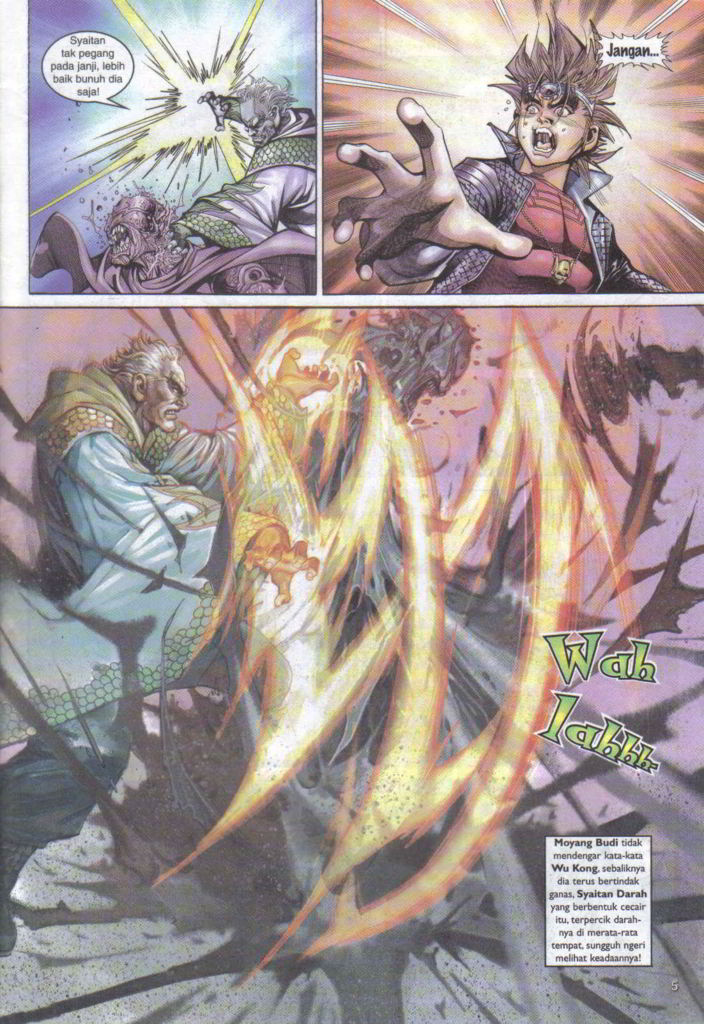 Syaitan
tak pegang
pada janji, lebih
baik bunuh dia
saja!
Jangan...
Wah
Iahhh-
Moyang Budi tidak
mendengar kata-kata
Wu Kong, sebaliknya
dia terus bertindak
ganas, Syaitan Darah
yang berbentuk cecair
itu, terpercik darah-
nya di merata-rata
tempat, sungguh ngeri
melihat keadaannya!
5